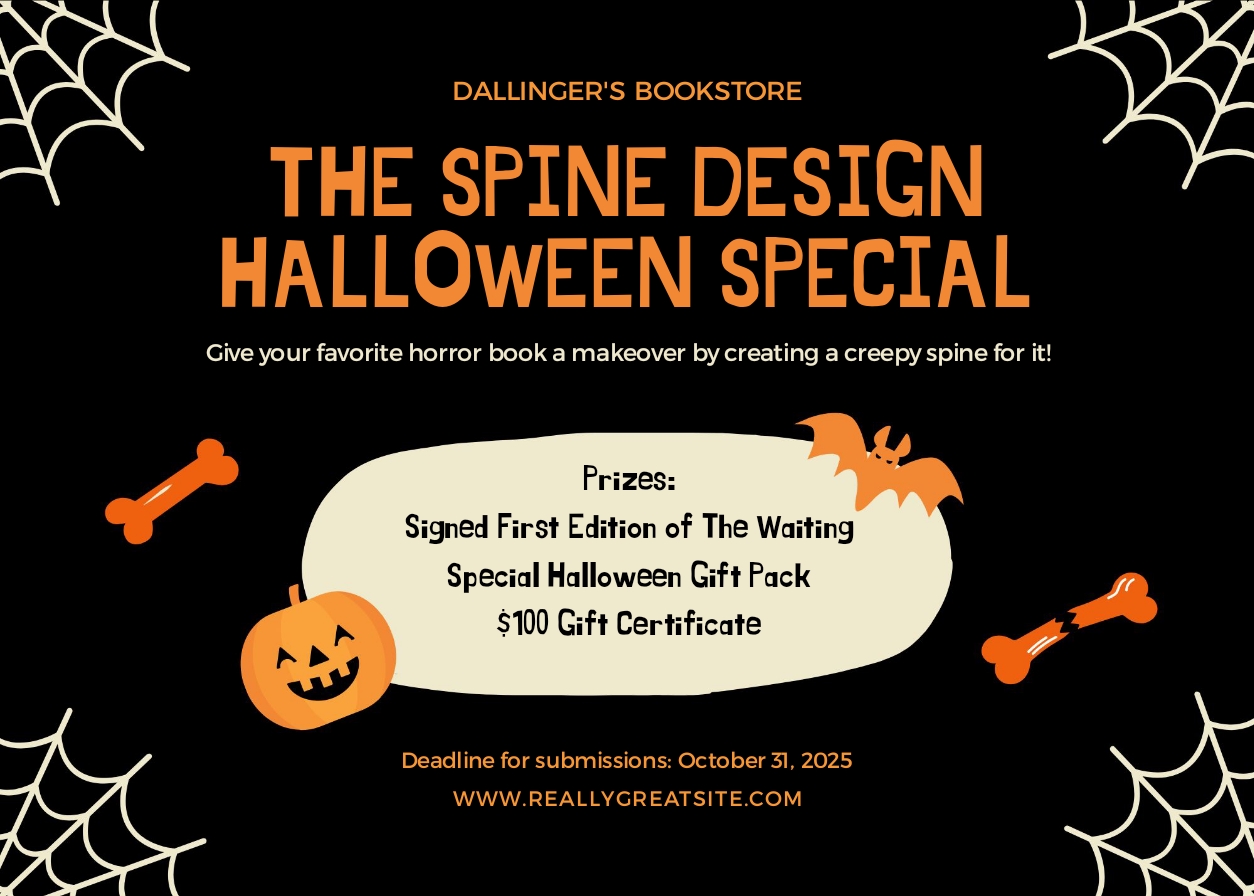 DALLINGER'S BOOKSTORE
THE SPINE DESIGN
HALLOWEEN SPECIAL
Give your favorite horror book a makeover by creating a creepy spine for it!
Prizes:
Signed First Edition of The Waiting
Special Halloween Gift Pack
$100 Gift Certificate
Deadline for submissions: October 31, 2025
WWW.REALLYGREATSITE.COM